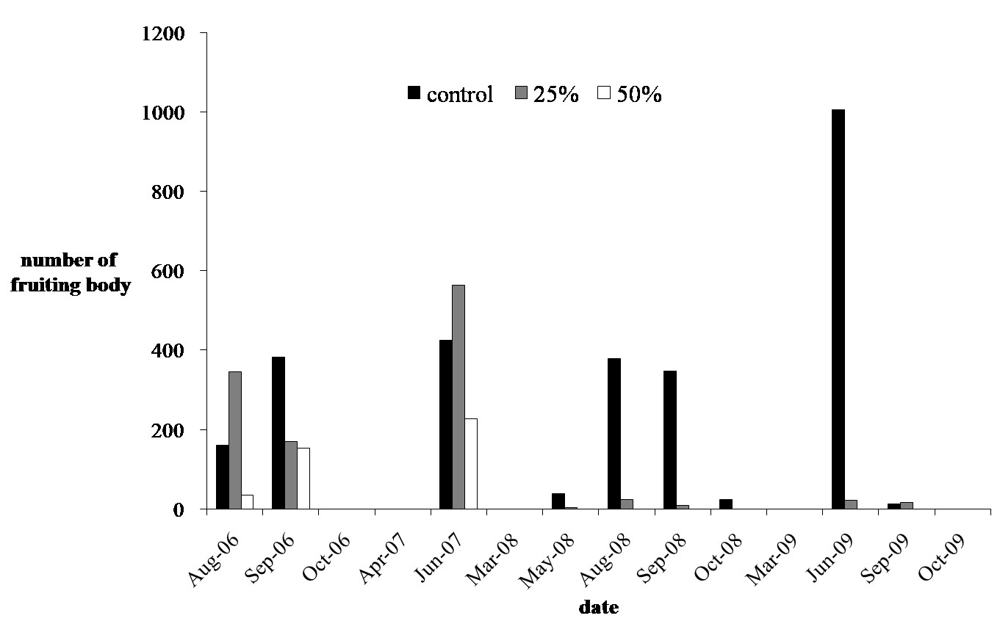 1200
control 25% 50%
1000
800
600
number of
fruiting body
400
200
0
Aug-06 Sep-06 Oct-06 Apr-07 Jun-07 Mar-08 May-08 Aug-08 Sep-08 Oct-08 Mar-09 Jun-09 Sep-09 Oct-09
date